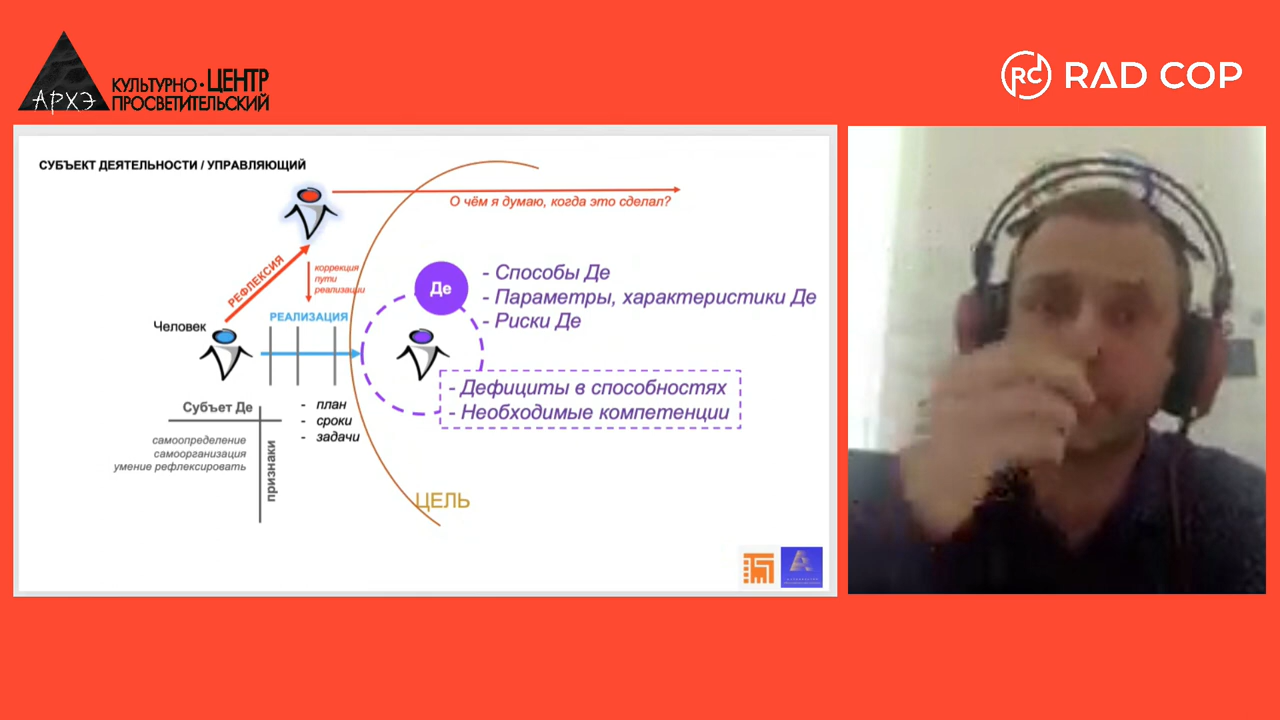 АРХЭ
КУЛЬТУРНО-ЦЕНТР
ПРОСВЕТИТЕЛЬСКИЙ
RC RAD COP
СУБЪЕКТ ДЕЯТЕЛЬНОСТИ / УПРАВЛЯЮЩИЙ
О чём я думаю, когда это сделал?
РЕФЛЕКСИЯ
коррекция
пути
реализации
Де
- Способы Де
- Параметры, характеристики Де
- Риски Де
Человек
РЕАЛИЗАЦИЯ
- Дефициты в способностях
- Необходимые компетенции
Субъет Де
- план
- сроки
- задачи
самоопределение
самоорганизация
умение рефлексировать
признаки
ЦЕЛЬ